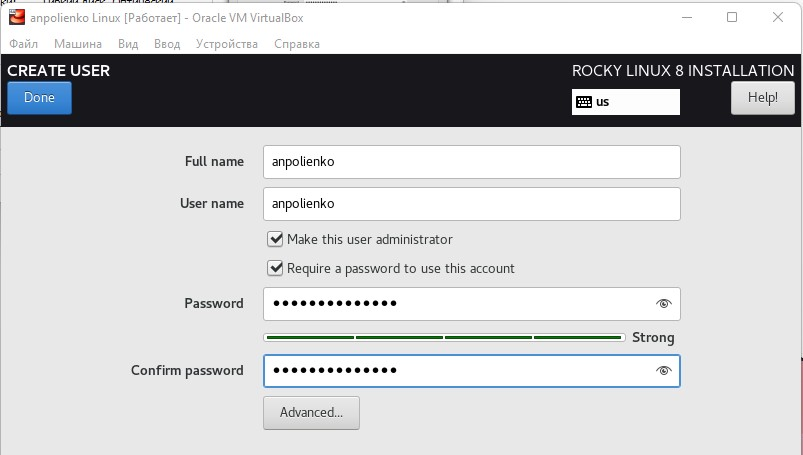 anpolienko Linux [Работает] - Oracle VM VirtualBox
Файл Машина Вид Ввод Устройства Справка
CREATE USER
ROCKY LINUX 8 INSTALLATION
Done
us
Help!
Full name
anpolienko
User name
anpolienko
Make this user administrator
Require a password to use this account
Password
●●●●●●●●●●●●●●
Strong
Confirm password
●●●●●●●●●●●●●●
Advanced...